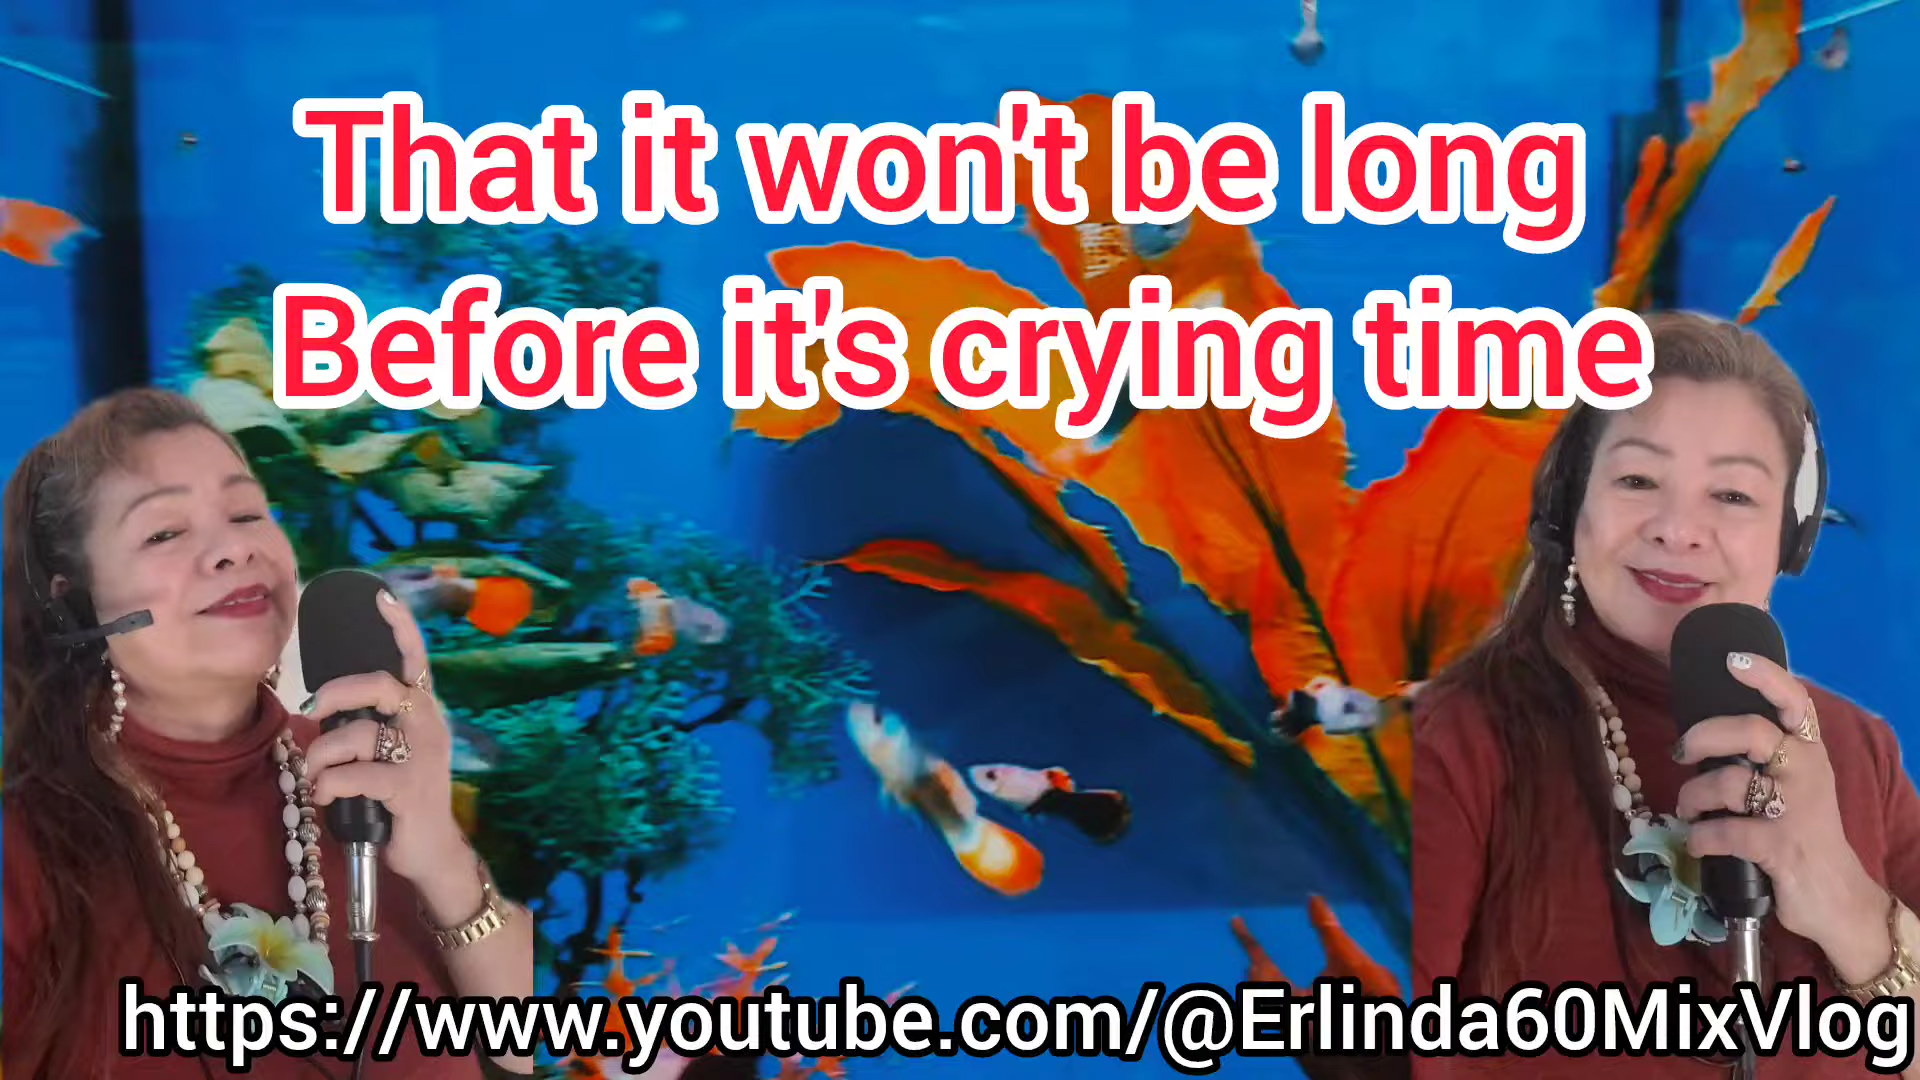 That it won't be long
Before it's crying time
https://www.youtube.com/@Erlinda60MixVlog